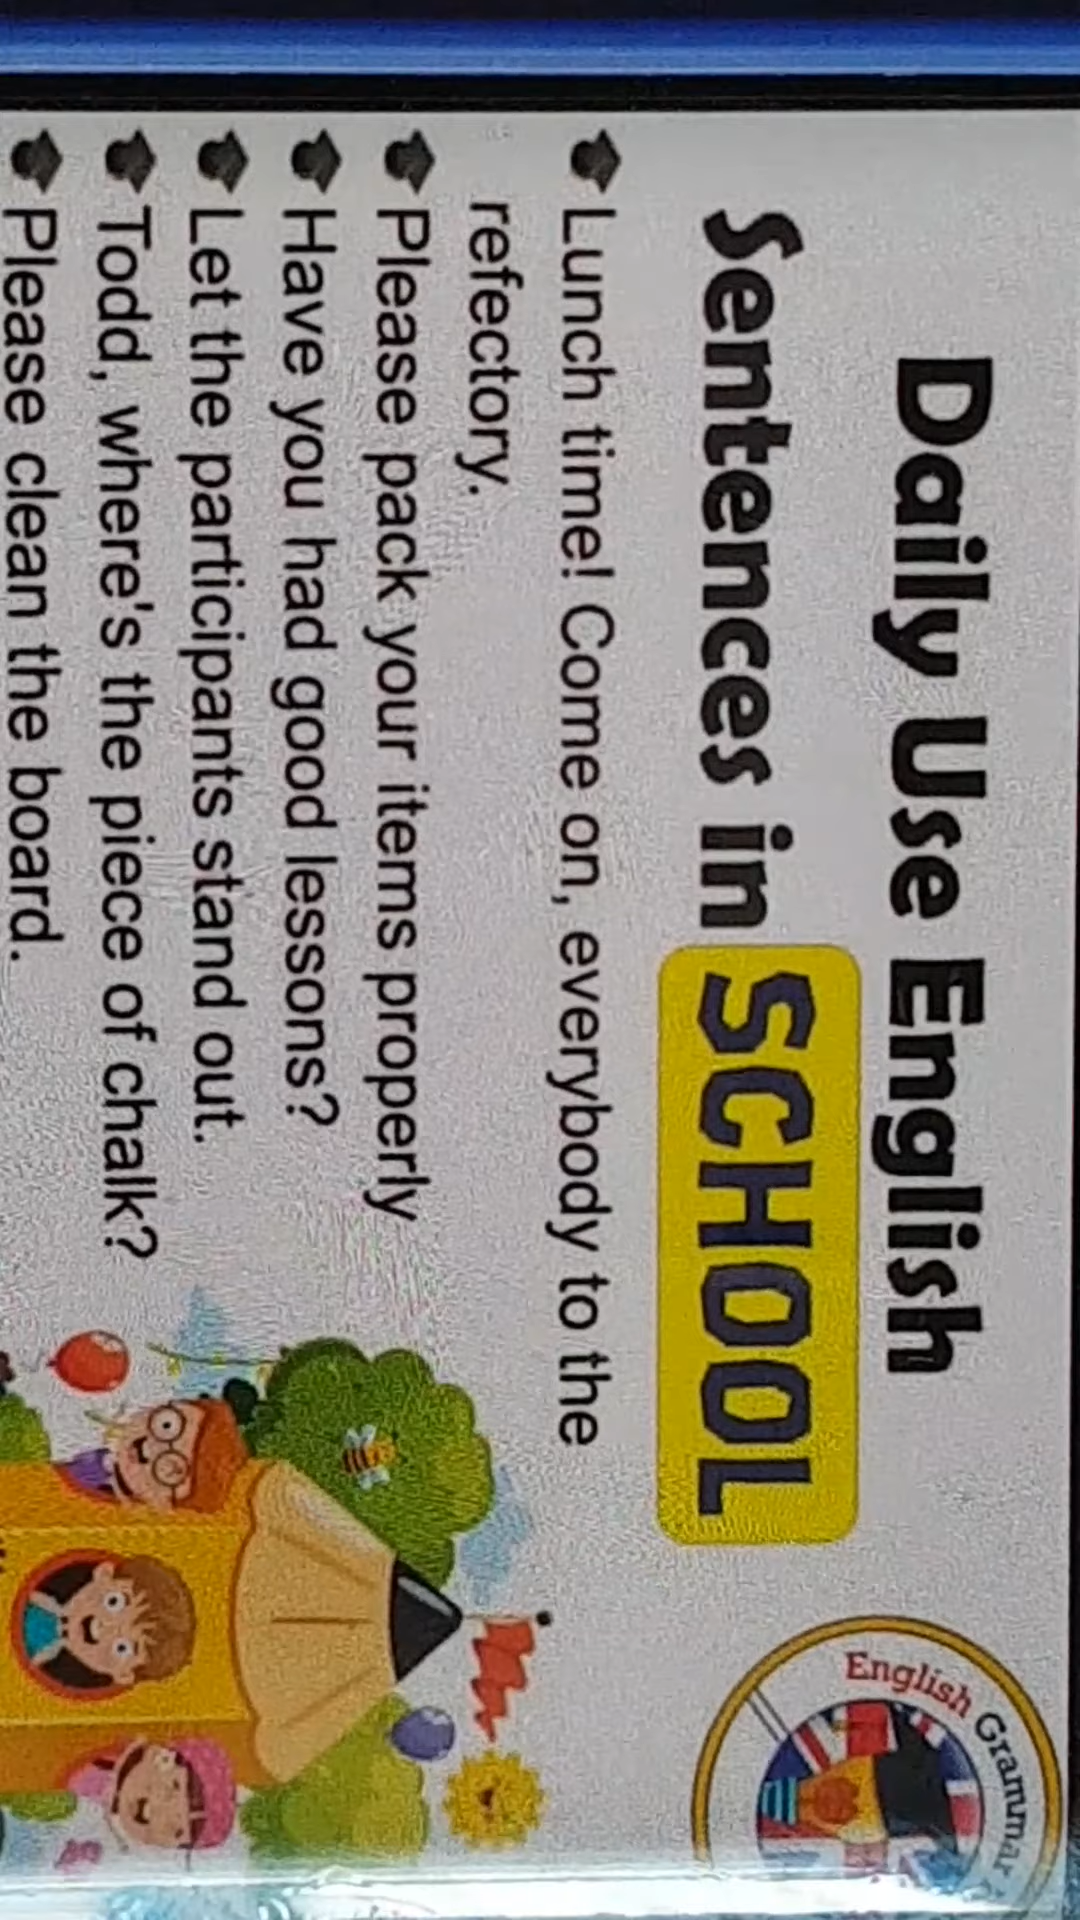 Daily Use English
Sentences in SCHOOL
Lunch time! Come on, everybody to the
refectory.
Please pack your items properly
Have you had good lessons?
Let the participants stand out.
Todd, where's the piece of chalk?
Please clean the board.
English Grammar